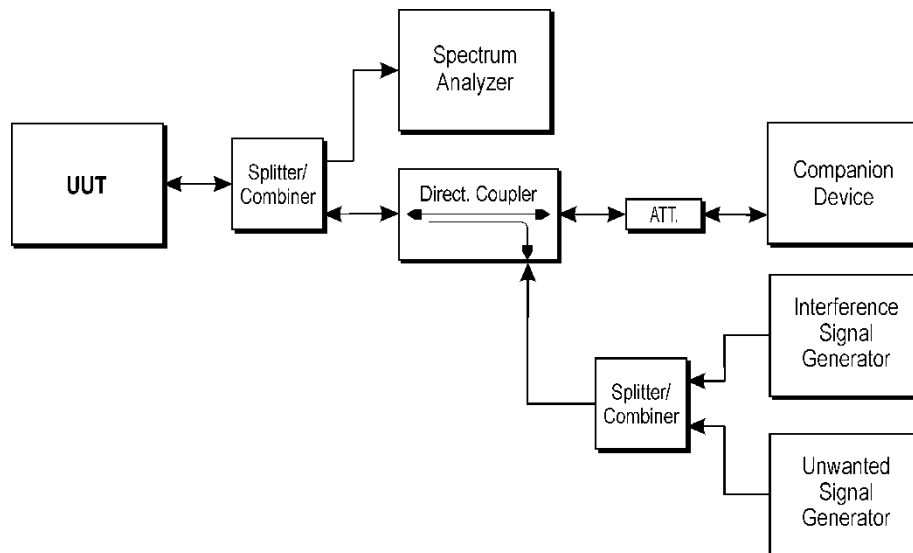 Spectrum
Analyzer
UUT
Splitter/
Combiner
Direct. Coupler
ATT.
Companion
Device
Interference
Signal
Generator
Splitter/
Combiner
Unwanted
Signal
Generator